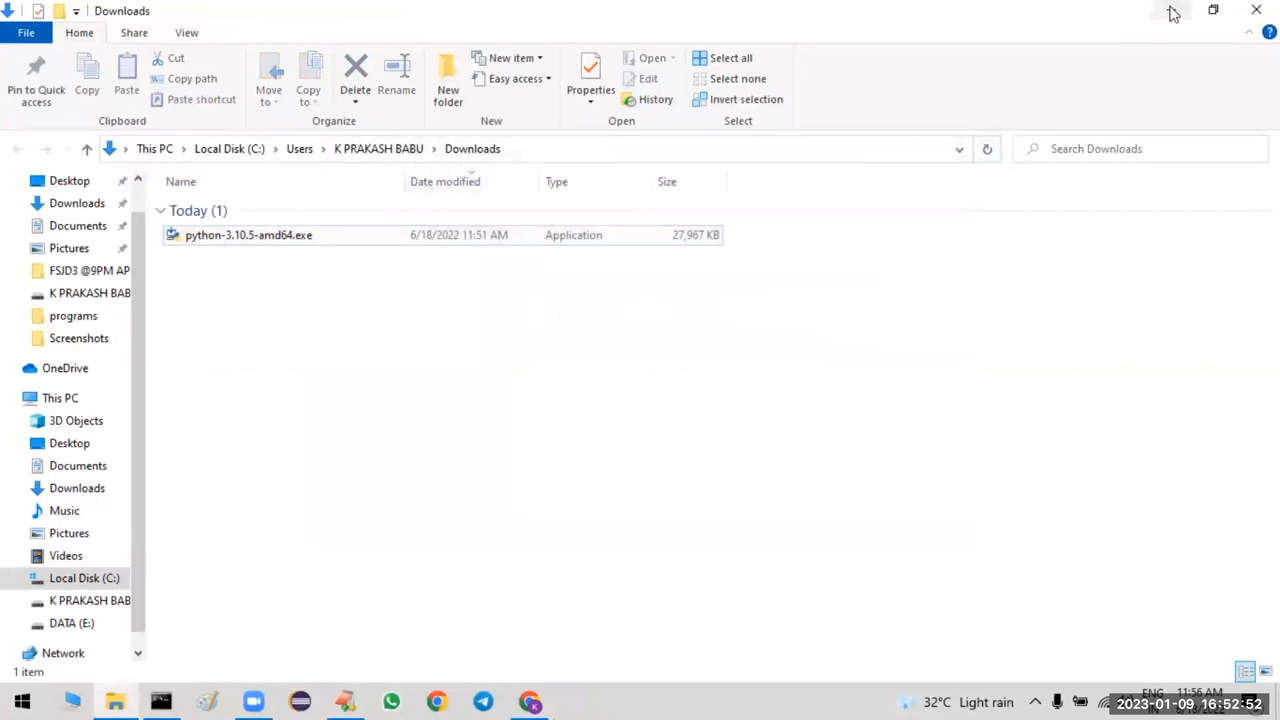 Downloads
File Home Share View
Pin to Quick access
Copy
Paste
Cut
Copy path
Paste shortcut
Move to
Copy to
Delete
Rename
New folder
New item
Easy access
Properties
Open
Edit
History
Select all
Select none
Invert selection
Clipboard Organize New Open Select
This PC › Local Disk (C:) › Users › K PRAKASH BABU › Downloads
Search Downloads
Name Date modified Type Size
Today (1)
python-3.10.5-amd64.exe 6/18/2022 11:51 AM Application 27,967 KB
Desktop
Downloads
Documents
Pictures
FSJD3 @9PM AP
K PRAKASH BAB
programs
Screenshots
OneDrive
This PC
3D Objects
Desktop
Documents
Downloads
Music
Pictures
Videos
Local Disk (C:)
K PRAKASH BAB
DATA (E:)
Network
1 item
32°C Light rain
ENG
11:56 AM
2023-01-09, 16:52:52